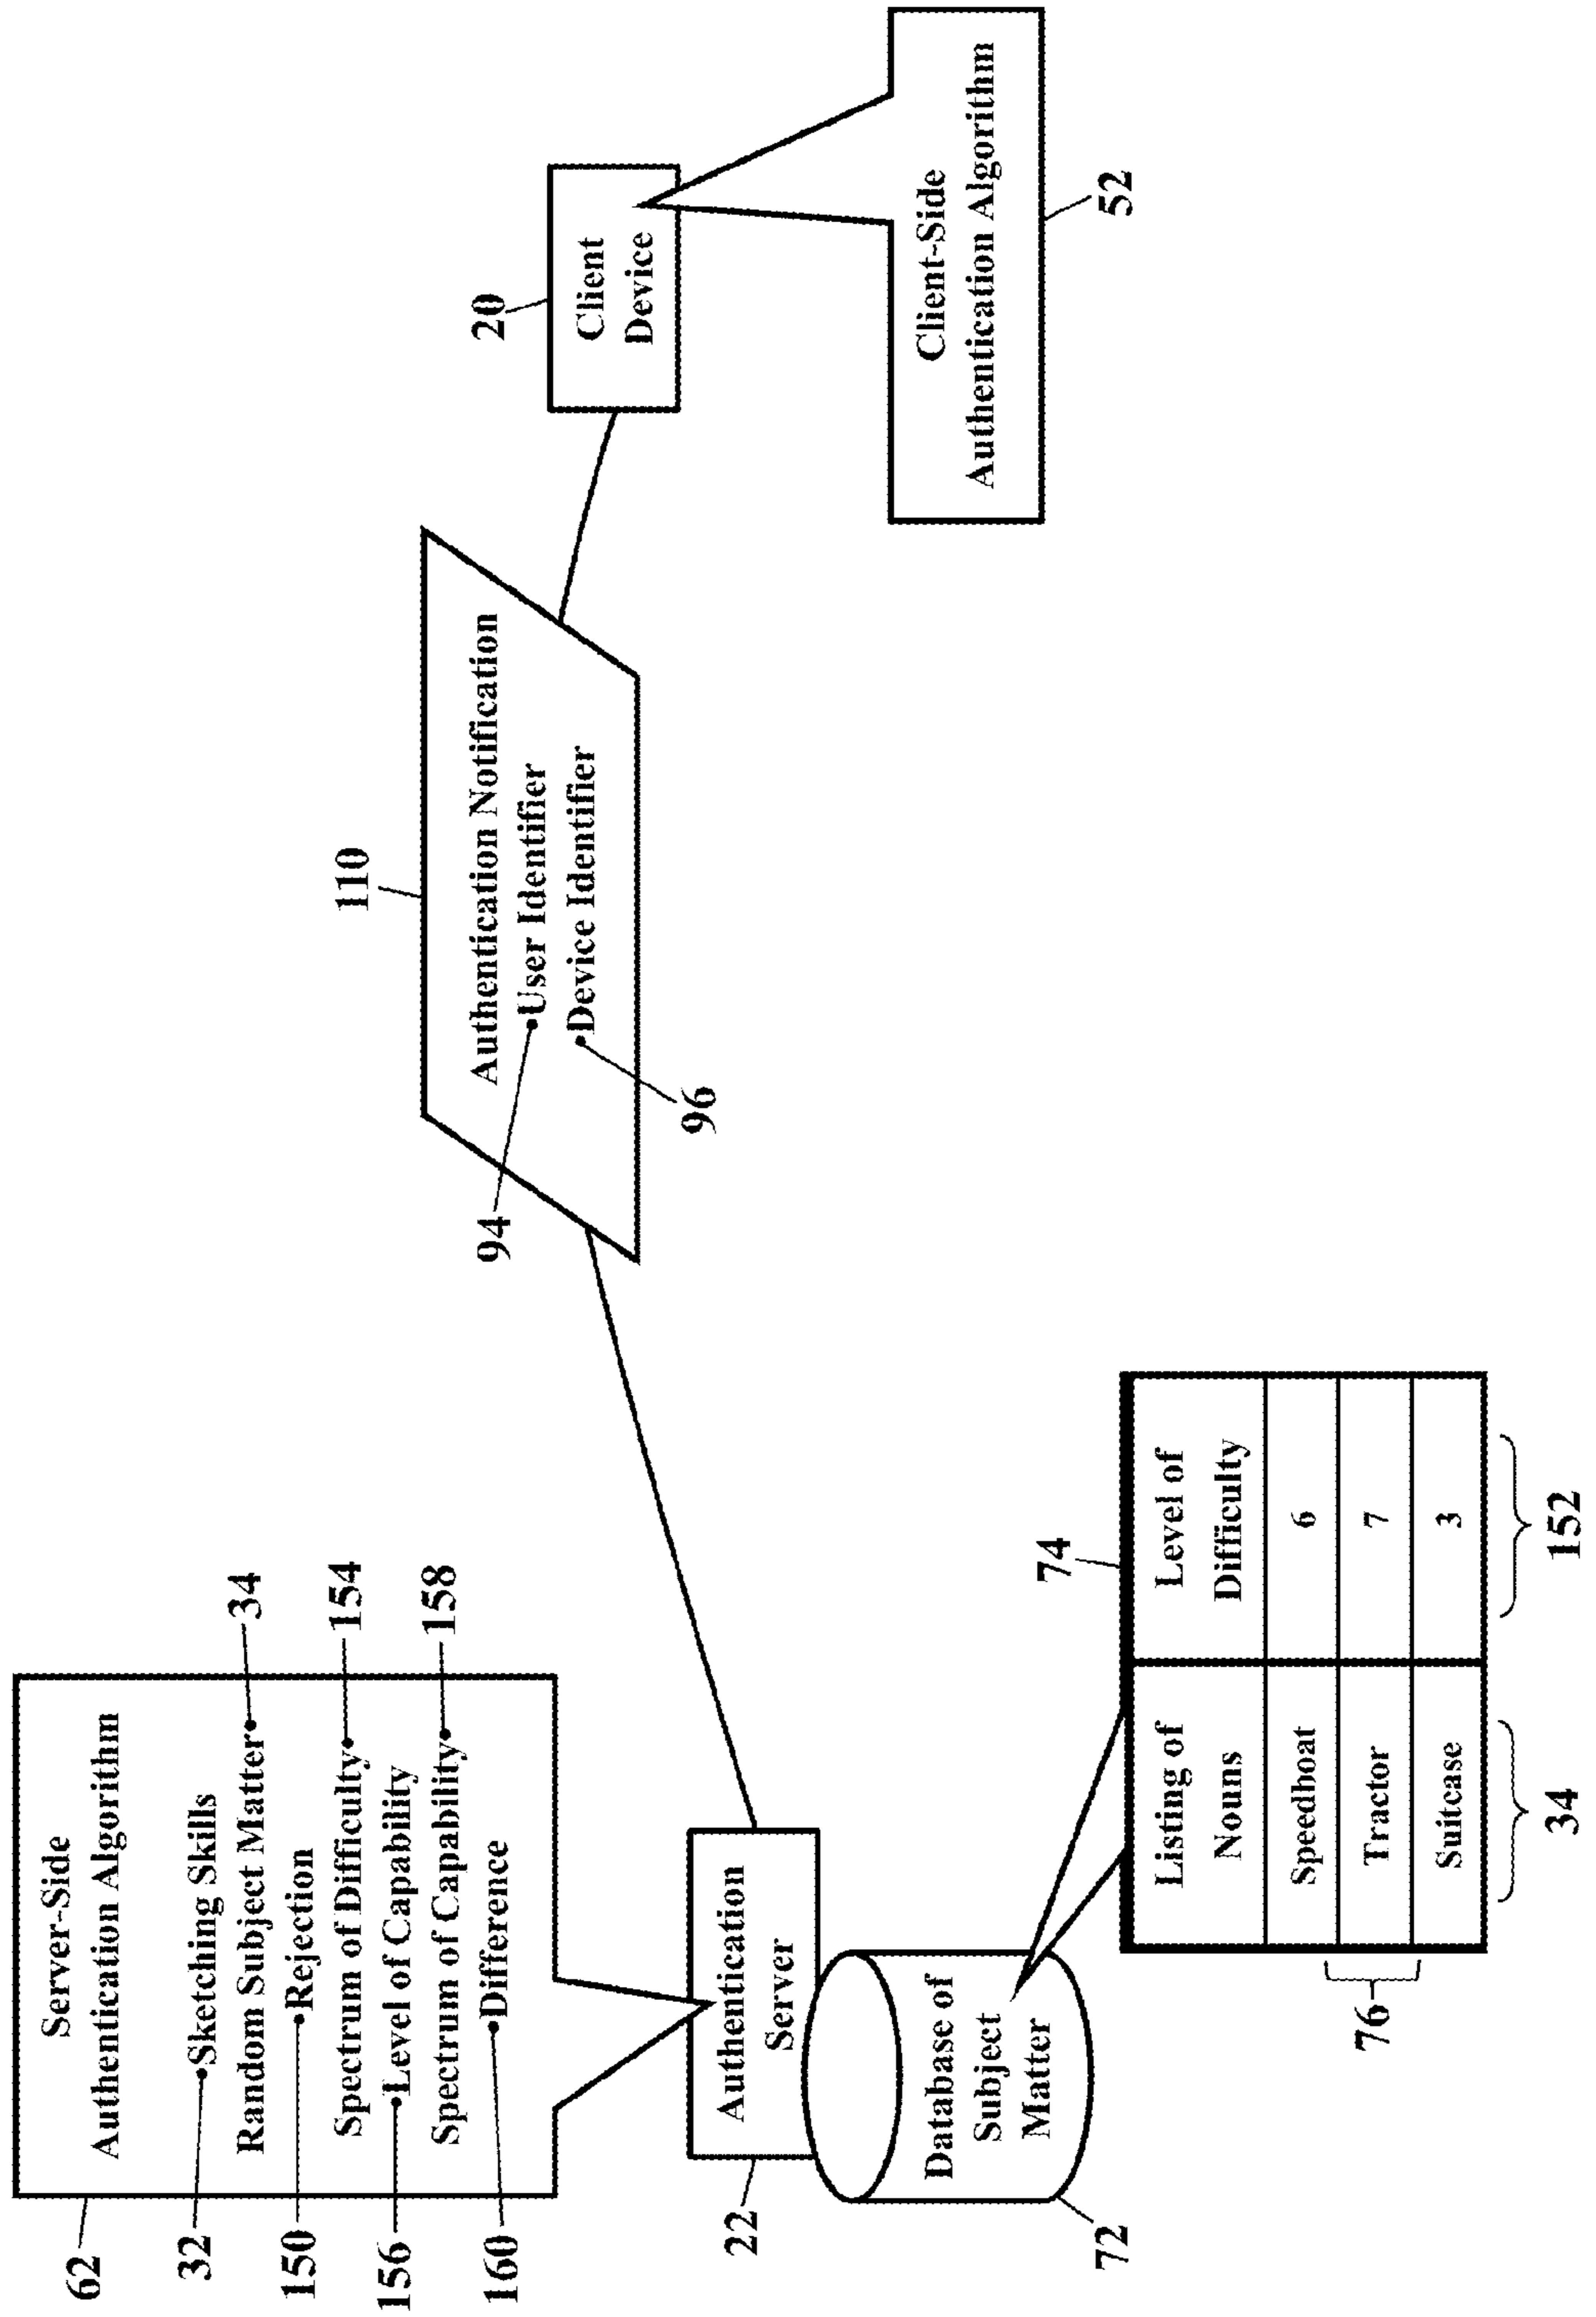 62
Server-Side
Authentication Algorithm
32
Sketching Skills
Random Subject Matter
34
150
Rejection
Spectrum of Difficulty
154
156
Level of Capability
Spectrum of Capability
158
160
Difference
110
Authentication Notification
94
User Identifier
Device Identifier
96
20
Client
Device
Client-Side
Authentication Algorithm
52
22
Authentication
Server
Database of
Subject
Matter
72
74
Listing of
Nouns
Level of
Difficulty
Speedboat
6
76
Tractor
7
Suitcase
3
34
152